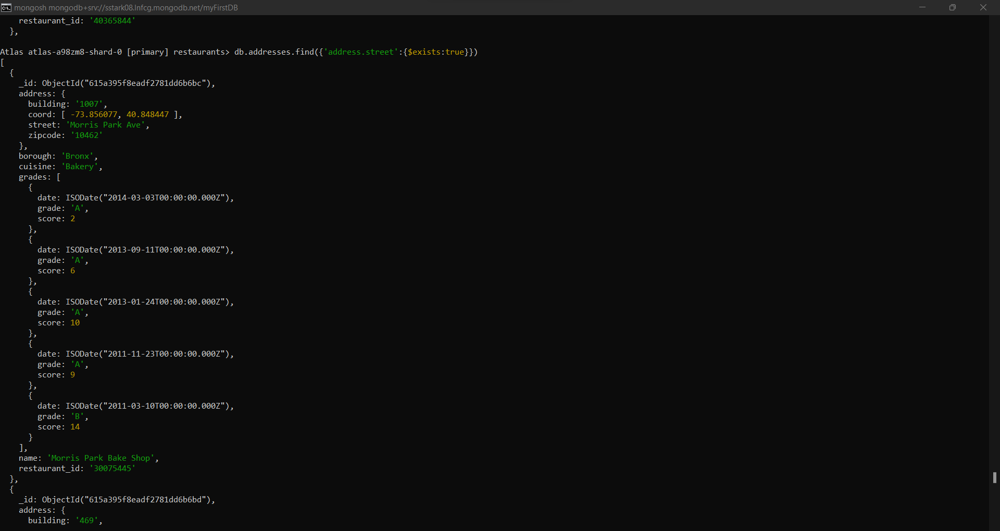 mongosh mongodb+srv://sstark08.lnfcg.mongodb.net/myFirstDB
    restaurant_id: '40365844'
  },

Atlas atlas-a98zm8-shard-0 [primary] restaurants> db.addresses.find({'address.street':{$exists:true}})
[
  {
    _id: ObjectId("615a395f8eadf2781dd6b6bc"),
    address: {
      building: '1007',
      coord: [ -73.856077, 40.848447 ],
      street: 'Morris Park Ave',
      zipcode: '10462'
    },
    borough: 'Bronx',
    cuisine: 'Bakery',
    grades: [
      {
        date: ISODate("2014-03-03T00:00:00.000Z"),
        grade: 'A',
        score: 2
      },
      {
        date: ISODate("2013-09-11T00:00:00.000Z"),
        grade: 'A',
        score: 6
      },
      {
        date: ISODate("2013-01-24T00:00:00.000Z"),
        grade: 'A',
        score: 10
      },
      {
        date: ISODate("2011-11-23T00:00:00.000Z"),
        grade: 'A',
        score: 9
      },
      {
        date: ISODate("2011-03-10T00:00:00.000Z"),
        grade: 'B',
        score: 14
      }
    ],
    name: 'Morris Park Bake Shop',
    restaurant_id: '30075445'
  },
  {
    _id: ObjectId("615a395f8eadf2781dd6b6bd"),
    address: {
      building: '469',